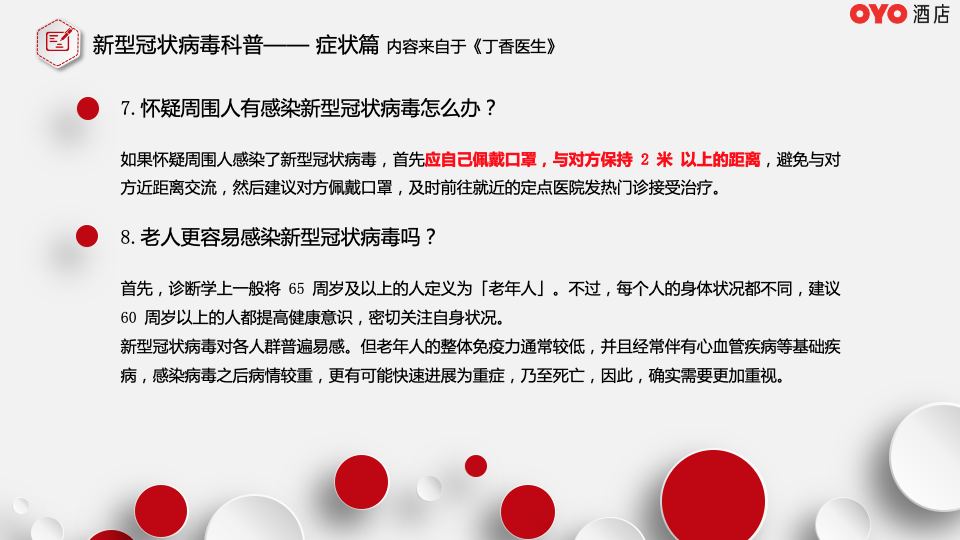 OYO 酒店
新型冠状病毒科普—— 症状篇 内容来自于《丁香医生》
7. 怀疑周围人有感染新型冠状病毒怎么办？
如果怀疑周围人感染了新型冠状病毒，首先应自己佩戴口罩，与对方保持 2 米 以上的距离，避免与对
方近距离交流，然后建议对方佩戴口罩，及时前往就近的定点医院发热门诊接受治疗。
8. 老人更容易感染新型冠状病毒吗？
首先，诊断学上一般将 65 周岁及以上的人定义为「老年人」。不过，每个人的身体状况都不同，建议
60 周岁以上的人都提高健康意识，密切关注自身状况。
新型冠状病毒对各人群普遍易感。但老年人的整体免疫力通常较低，并且经常伴有心血管疾病等基础疾
病，感染病毒之后病情较重，更有可能快速进展为重症，乃至死亡，因此，确实需要更加重视。